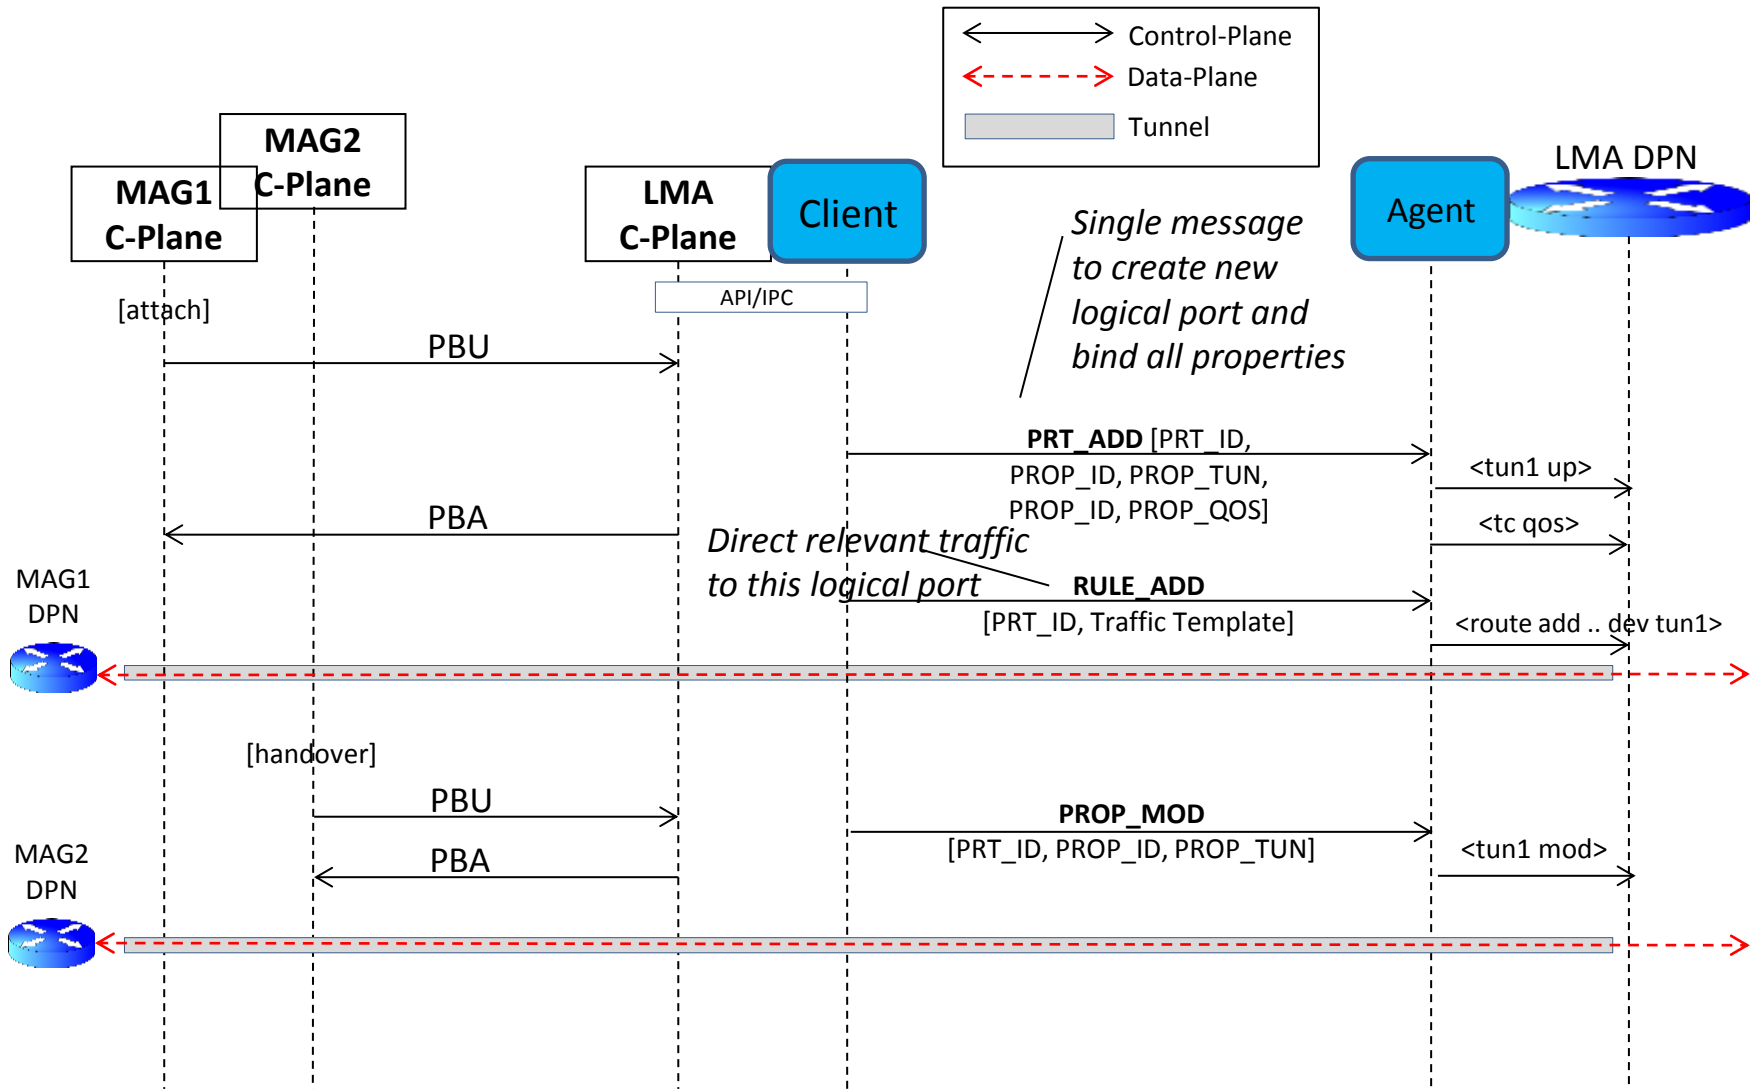 Control-Plane
Data-Plane
Tunnel
MAG2
C-Plane
MAG1
C-Plane
LMA
C-Plane
Client
Agent
LMA DPN
API/IPC
Single message
to create new
logical port and
bind all properties
[attach]
PBU
PRT_ADD [PRT_ID,
PROP_ID, PROP_TUN,
PROP_ID, PROP_QOS]
<tun1 up>
PBA
<tc qos>
Direct relevant traffic
to this logical port
MAG1
DPN
RULE_ADD
[PRT_ID, Traffic Template]
<route add .. dev tun1>
[handover]
PBU
PROP_MOD
[PRT_ID, PROP_ID, PROP_TUN]
MAG2
DPN
PBA
<tun1 mod>